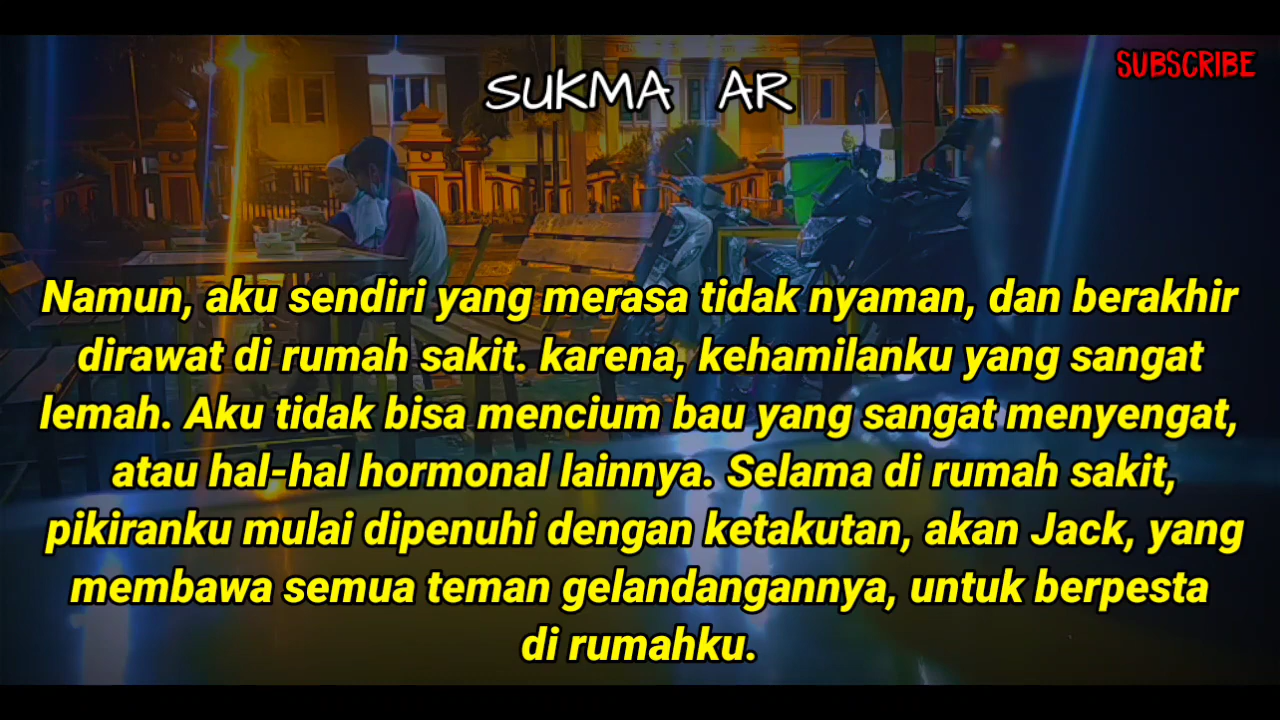 SUBSCRIBE
SUKMA AR
Namun, aku sendiri yang merasa tidak nyaman, dan berakhir
dirawat di rumah sakit. karena, kehamilanku yang sangat
lemah. Aku tidak bisa mencium bau yang sangat menyengat,
atau hal-hal hormonal lainnya. Selama di rumah sakit,
pikiranku mulai dipenuhi dengan ketakutan, akan Jack, yang
membawa semua teman gelandangannya, untuk berpesta
di rumahku.